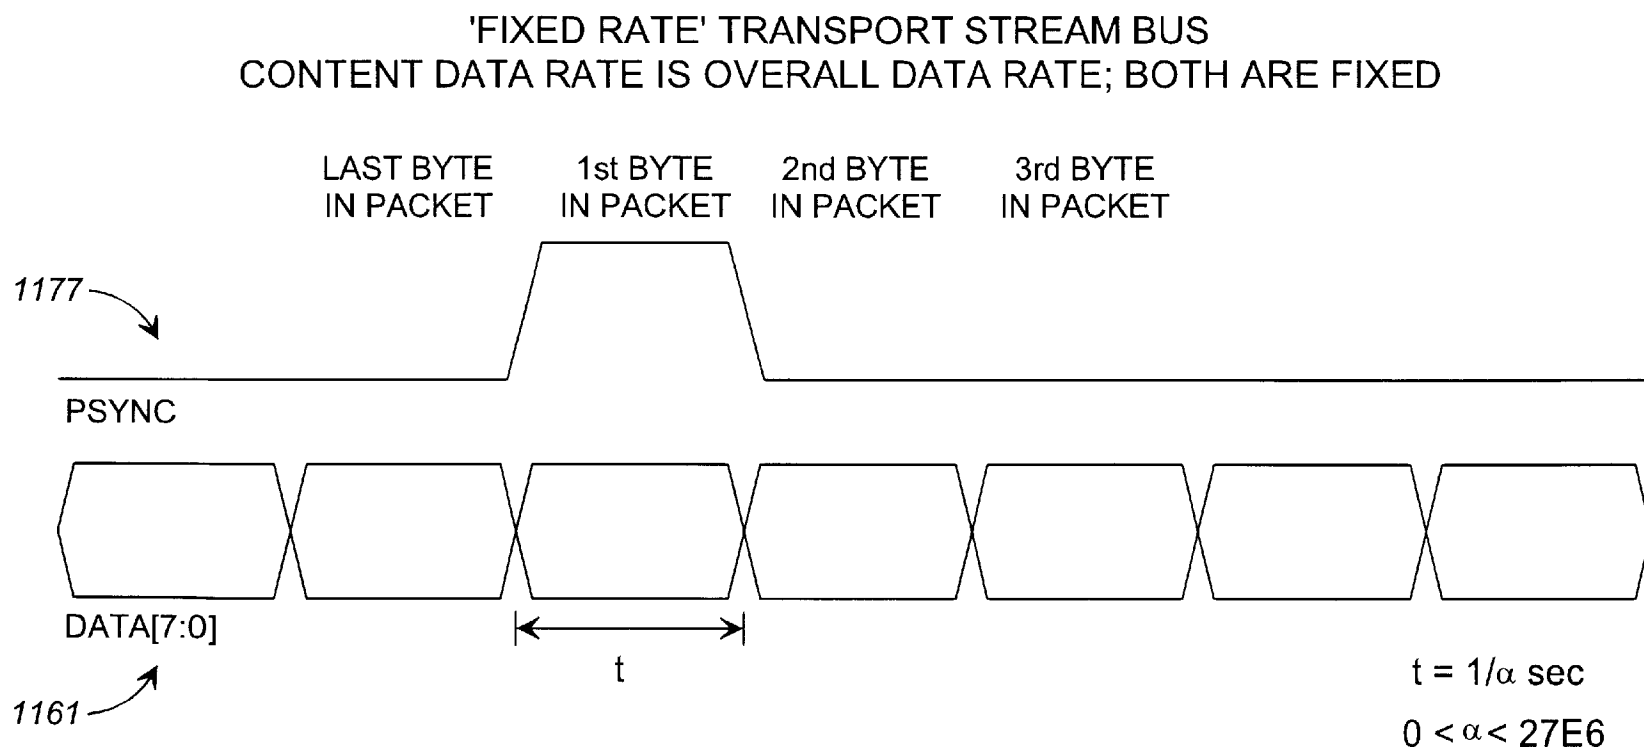 'FIXED RATE' TRANSPORT STREAM BUS
CONTENT DATA RATE IS OVERALL DATA RATE; BOTH ARE FIXED
LAST BYTE
IN PACKET
1st BYTE
IN PACKET
2nd BYTE
IN PACKET
3rd BYTE
IN PACKET
1177
PSYNC
DATA[7:0]
t
1161
t = 1/α sec
0 < α < 27E6